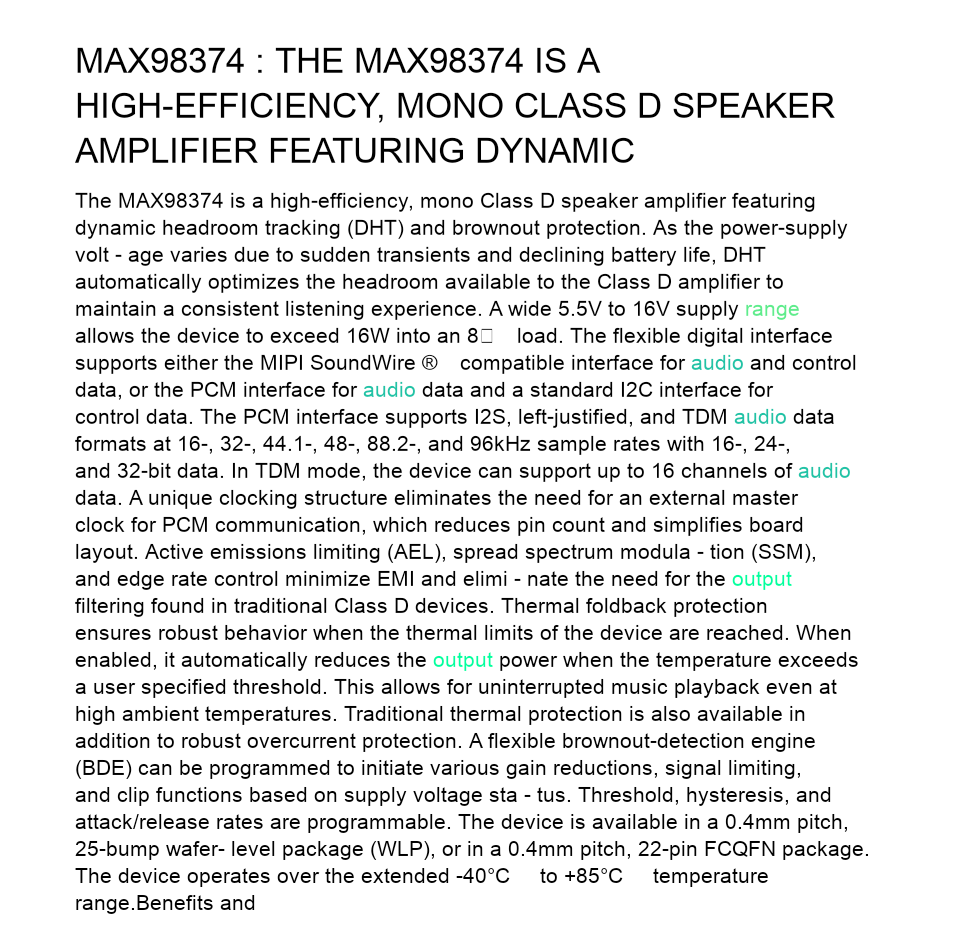 MAX98374 : THE MAX98374 IS A
HIGH-EFFICIENCY, MONO CLASS D SPEAKER
AMPLIFIER FEATURING DYNAMIC
The MAX98374 is a high-efficiency, mono Class D speaker amplifier featuring
dynamic headroom tracking (DHT) and brownout protection. As the power-supply
volt - age varies due to sudden transients and declining battery life, DHT
automatically optimizes the headroom available to the Class D amplifier to
maintain a consistent listening experience. A wide 5.5V to 16V supply range
allows the device to exceed 16W into an 8□ load. The flexible digital interface
supports either the MIPI SoundWire ® compatible interface for audio and control
data, or the PCM interface for audio data and a standard I2C interface for
control data. The PCM interface supports I2S, left-justified, and TDM audio data
formats at 16-, 32-, 44.1-, 48-, 88.2-, and 96kHz sample rates with 16-, 24-,
and 32-bit data. In TDM mode, the device can support up to 16 channels of audio
data. A unique clocking structure eliminates the need for an external master
clock for PCM communication, which reduces pin count and simplifies board
layout. Active emissions limiting (AEL), spread spectrum modula - tion (SSM),
and edge rate control minimize EMI and elimi - nate the need for the output
filtering found in traditional Class D devices. Thermal foldback protection
ensures robust behavior when the thermal limits of the device are reached. When
enabled, it automatically reduces the output power when the temperature exceeds
a user specified threshold. This allows for uninterrupted music playback even at
high ambient temperatures. Traditional thermal protection is also available in
addition to robust overcurrent protection. A flexible brownout-detection engine
(BDE) can be programmed to initiate various gain reductions, signal limiting,
and clip functions based on supply voltage sta - tus. Threshold, hysteresis, and
attack/release rates are programmable. The device is available in a 0.4mm pitch,
25-bump wafer- level package (WLP), or in a 0.4mm pitch, 22-pin FCQFN package.
The device operates over the extended -40°C to +85°C temperature
range.Benefits and